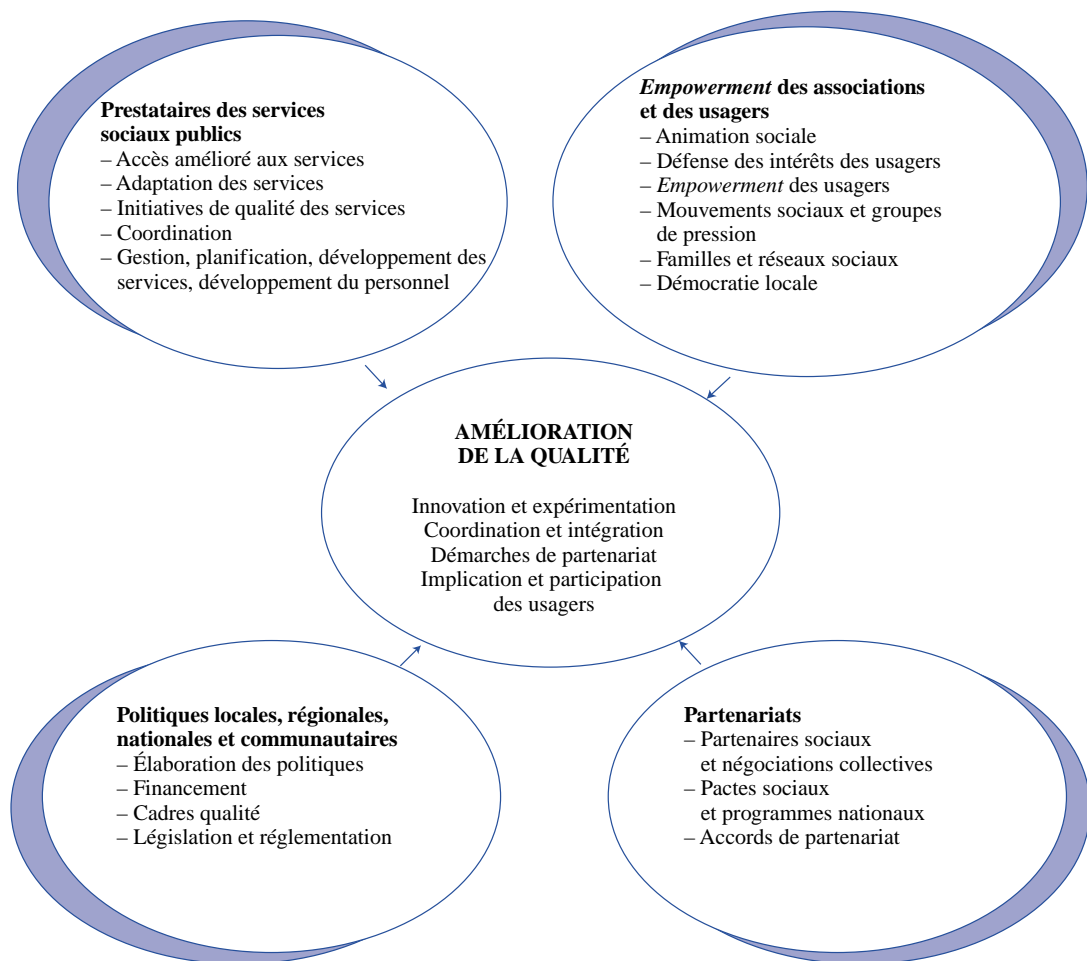 Prestataires des services
sociaux publics
– Accès amélioré aux services
– Adaptation des services
– Initiatives de qualité des services
– Coordination
– Gestion, planification, développement des
services, développement du personnel
Empowerment des associations
et des usagers
– Animation sociale
– Défense des intérêts des usagers
– Empowerment des usagers
– Mouvements sociaux et groupes
de pression
– Familles et réseaux sociaux
– Démocratie locale
AMÉLIORATION
DE LA QUALITÉ
Innovation et expérimentation
Coordination et intégration
Démarches de partenariat
Implication et participation
des usagers
Politiques locales, régionales,
nationales et communautaires
– Élaboration des politiques
– Financement
– Cadres qualité
– Législation et réglementation
Partenariats
– Partenaires sociaux
et négociations collectives
– Pactes sociaux
et programmes nationaux
– Accords de partenariat